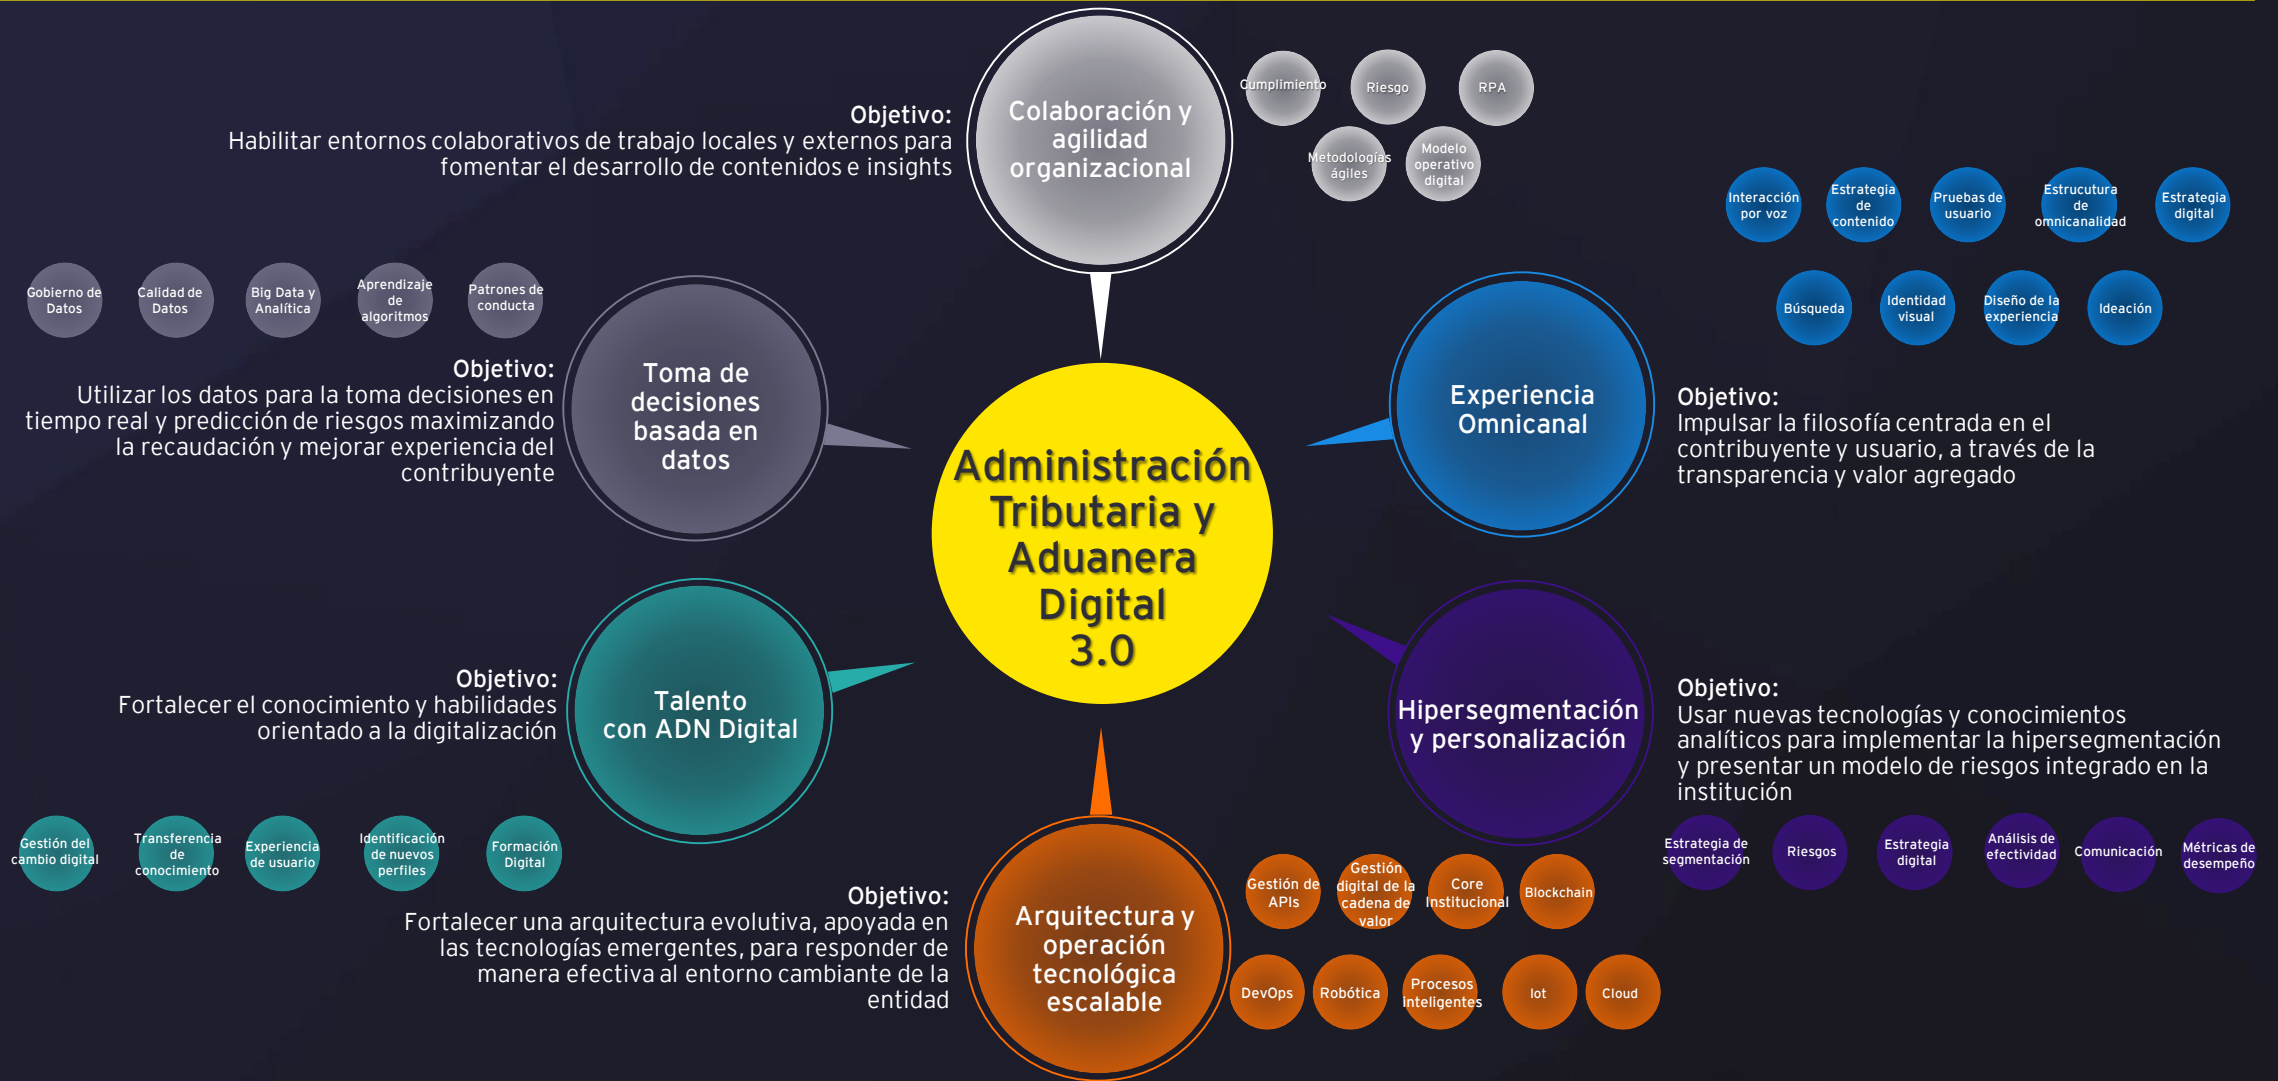 Objetivo:
Habilitar entornos colaborativos de trabajo locales y externos para
fomentar el desarrollo de contenidos e insights
Colaboración y
agilidad
organizacional
Cumplimiento
Riesgo
RPA
Metodologías
ágiles
Modelo
operativo
digital
Interacción
por voz
Estrategia
de
contenido
Pruebas de
usuario
Estrucutura
de
omnicanalidad
Estrategia
digital
Búsqueda
Identidad
visual
Diseño de la
experiencia
Ideación
Experiencia
Omnicanal
Objetivo:
Impulsar la filosofía centrada en el
contribuyente y usuario, a través de la
transparencia y valor agregado
Gobierno de
Datos
Calidad de
Datos
Big Data y
Analítica
Aprendizaje
de
algoritmos
Patrones de
conducta
Objetivo:
Utilizar los datos para la toma decisiones en
tiempo real y predicción de riesgos maximizando
la recaudación y mejorar experiencia del
contribuyente
Toma de
decisiones
basada en
datos
Administración
Tributaria y
Aduanera
Digital
3.0
Objetivo:
Fortalecer el conocimiento y habilidades
orientado a la digitalización
Talento
con ADN Digital
Gestión del
cambio digital
Transferencia
de
conocimiento
Experiencia
de usuario
Identificación
de nuevos
perfiles
Formación
Digital
Hipersegmentación
y personalización
Objetivo:
Usar nuevas tecnologías y conocimientos
analíticos para implementar la hipersegmentación
y presentar un modelo de riesgos integrado en la
institución
Estrategia de
segmentación
Riesgos
Estrategia
digital
Análisis de
efectividad
Comunicación
Métricas de
desempeño
Objetivo:
Fortalecer una arquitectura evolutiva, apoyada en
las tecnologías emergentes, para responder de
manera efectiva al entorno cambiante de la
entidad
Arquitectura y
operación
tecnológica
escalable
Gestión de
APIs
Gestión
digital de la
cadena de
valor
Core
Institucional
Blockchain
DevOps
Robótica
Procesos
inteligentes
Iot
Cloud